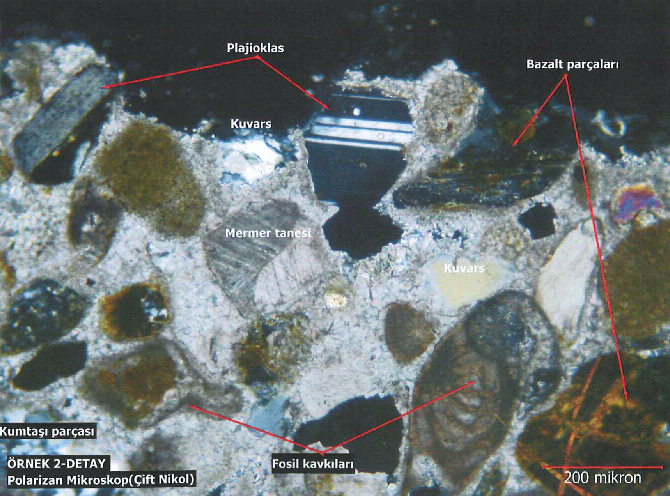 Plajioklas
Bazalt parçaları
Kuvars
Mermer tanesi
Kuvars
Kumtaşı parçası
Fosil kavkıları
ÖRNEK 2-DETAY
Polarizan Mikroskop(Çift Nikol)
200 mikron